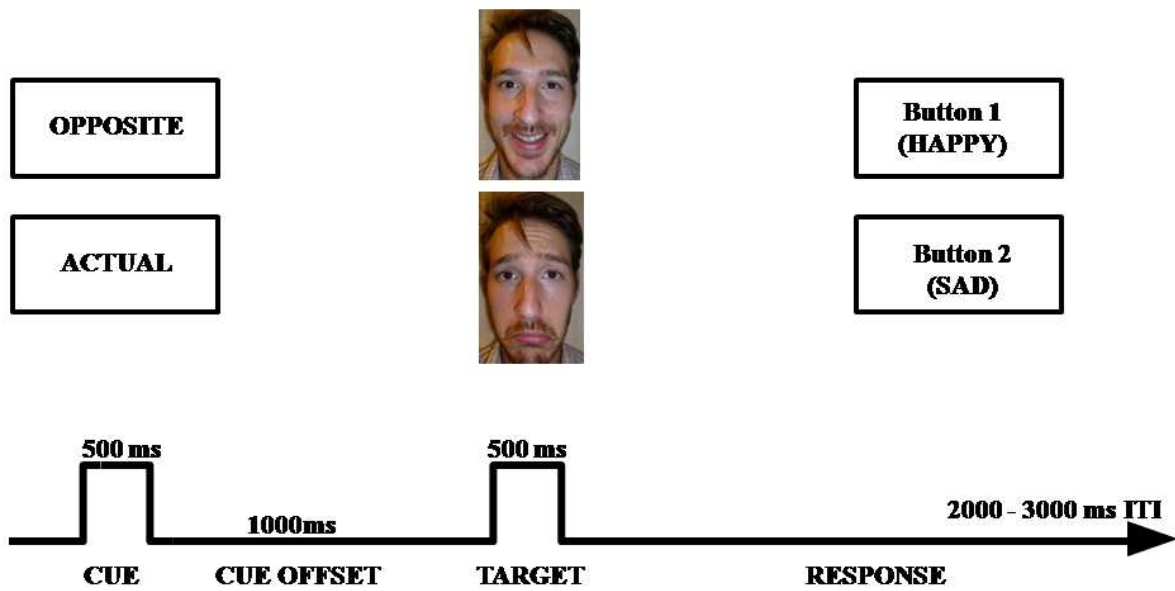 OPPOSITE
Button 1
(HAPPY)
ACTUAL
Button 2
(SAD)
500 ms
500 ms
1000ms
2000 - 3000 ms ITI
CUE
CUE OFFSET
TARGET
RESPONSE